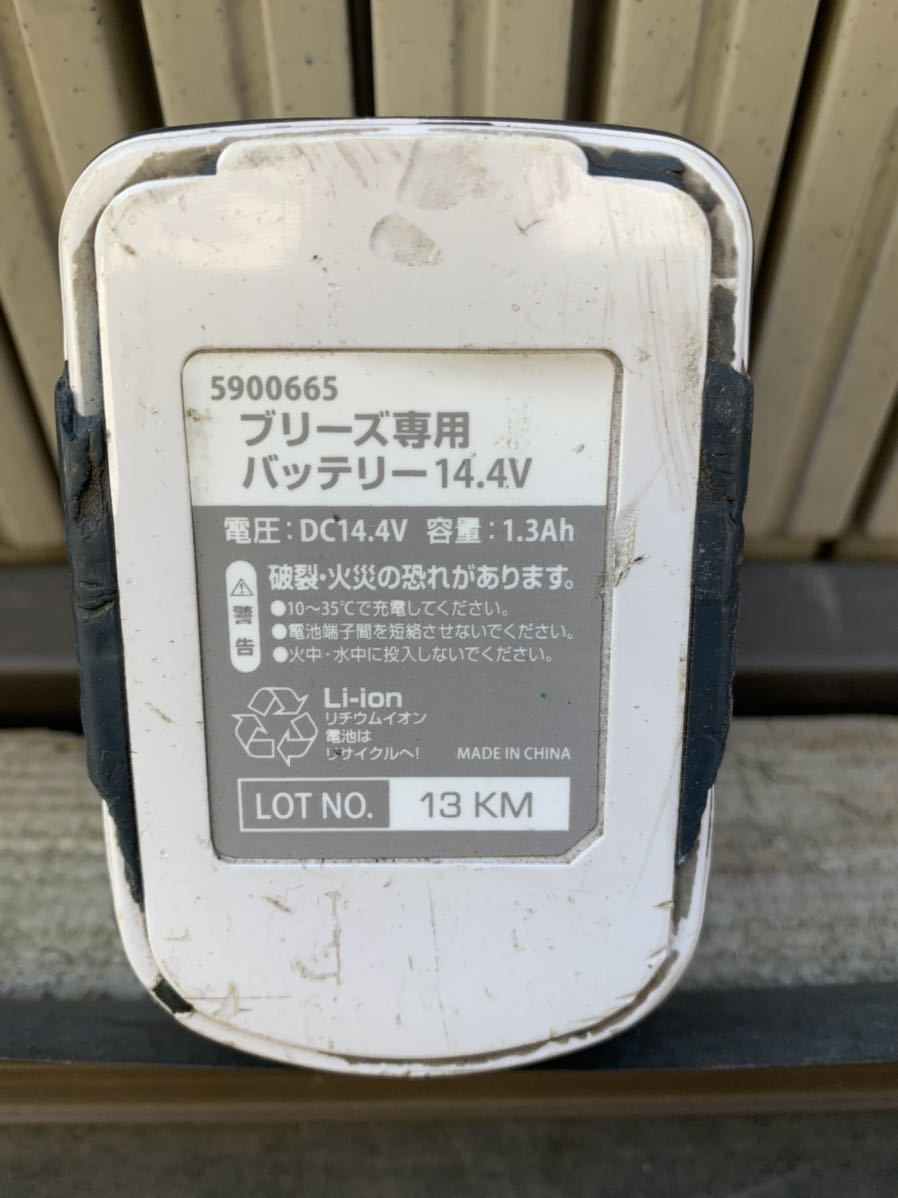 5900665
ブリーズ専用
バッテリー14.4V
電圧：DC14.4V 容量：1.3Ah
警告
破裂・火災の恐れがあります。
●10～35℃で充電してください。
●電池端子間を短絡させないでください。
●火中・水中に投入しないでください。
Li-ion
リチウムイオン
電池は
リサイクルへ!
MADE IN CHINA
LOT NO. 13 KM